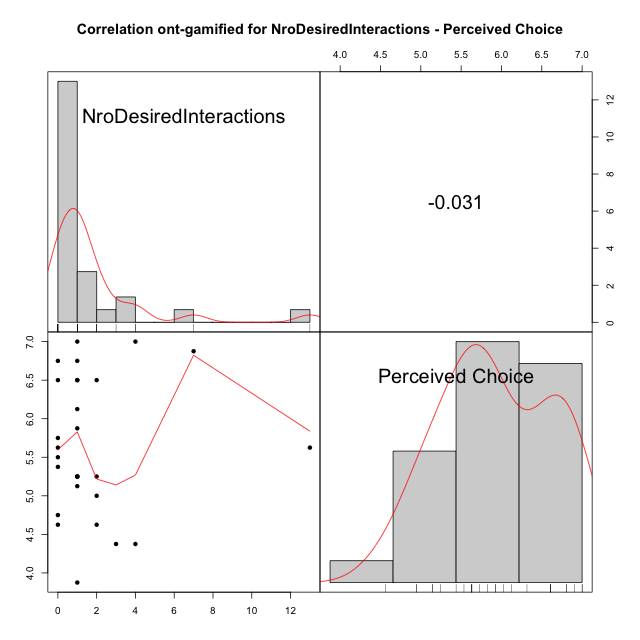 Correlation ont-gamified for NroDesiredInteractions - Perceived Choice
4.0 4.5 5.0 5.5 6.0 6.5 7.0
NroDesiredInteractions
-0.031
0 2 4 6 8 10 12
4.0 4.5 5.0 5.5 6.0 6.5 7.0
Perceived Choice
0 2 4 6 8 10 12